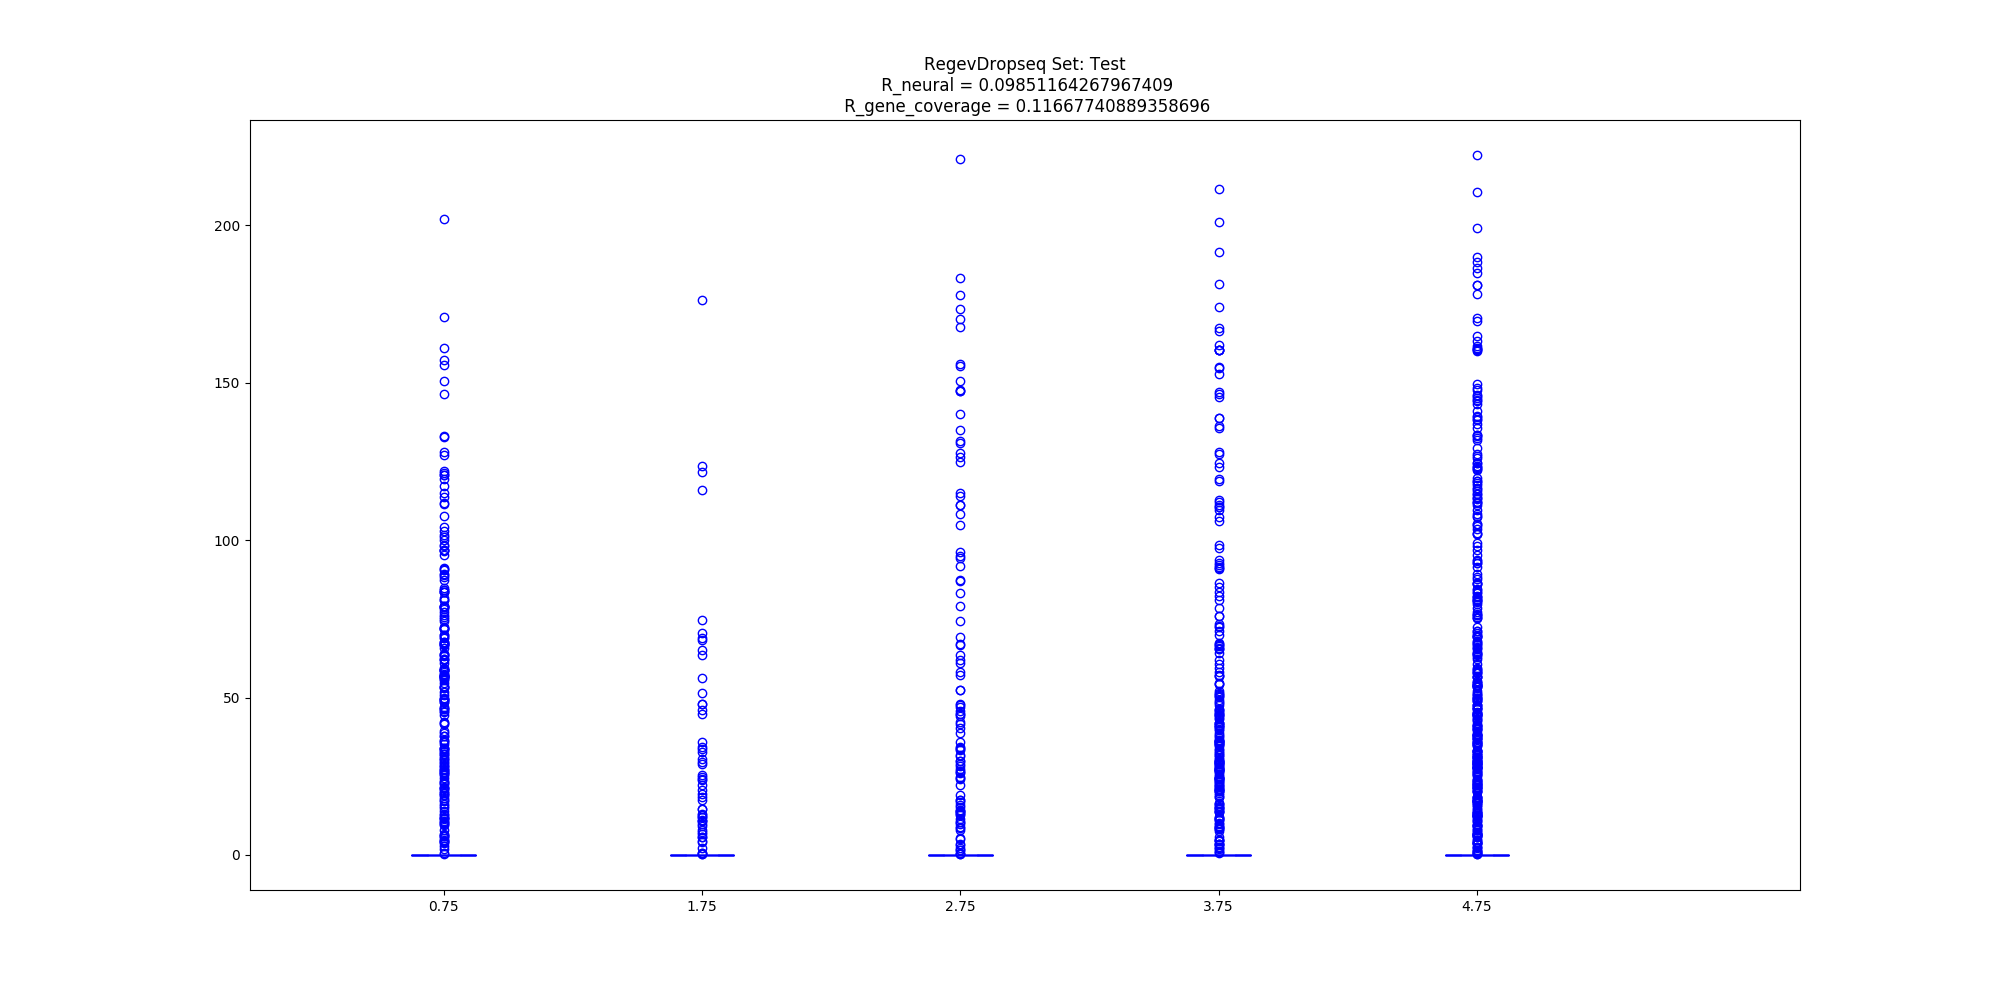 RegevDropseq Set: Test
R_neural = 0.09851164267967409
R_gene_coverage = 0.11667740889358696
200
150
100
50
0
0.75 1.75 2.75 3.75 4.75